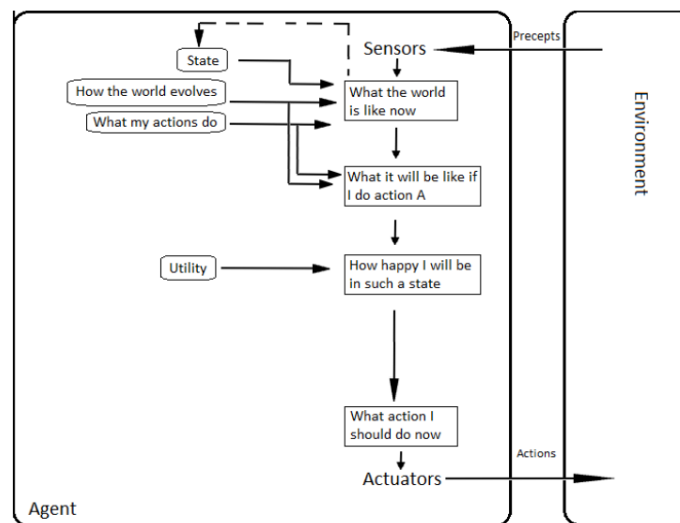 Sensors
Precepts
State
How the world evolves
What the world
is like now
What my actions do
Environment
What it will be like if
I do action A
Utility
How happy I will be
in such a state
What action I
should do now
Actions
Actuators
Agent